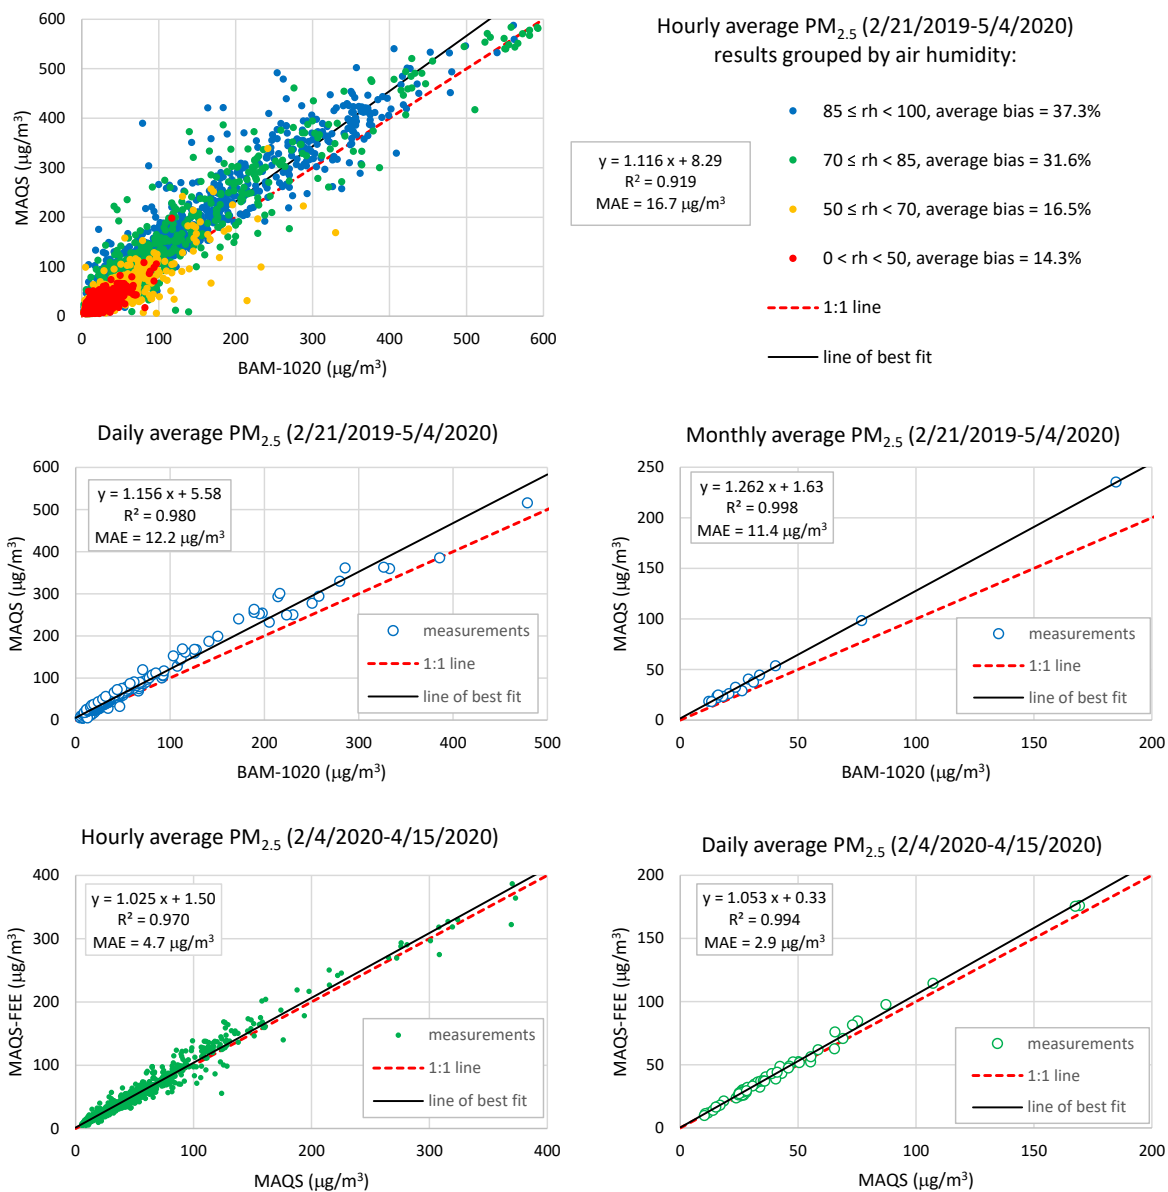 Hourly average PM2.5 (2/21/2019-5/4/2020)
results grouped by air humidity:
600
500
400
300
200
100
0
MAQS (µg/m³)
0 100 200 300 400 500 600
BAM-1020 (µg/m³)
y = 1.116 x + 8.29
R² = 0.919
MAE = 16.7 µg/m³
85 ≤ rh < 100, average bias = 37.3%
70 ≤ rh < 85, average bias = 31.6%
50 ≤ rh < 70, average bias = 16.5%
0 < rh < 50, average bias = 14.3%
1:1 line
line of best fit
Daily average PM2.5 (2/21/2019-5/4/2020)
600
500
400
300
200
100
0
MAQS (µg/m³)
y = 1.156 x + 5.58
R² = 0.980
MAE = 12.2 µg/m³
measurements
1:1 line
line of best fit
0 100 200 300 400 500
BAM-1020 (µg/m³)
Monthly average PM2.5 (2/21/2019-5/4/2020)
250
200
150
100
50
0
MAQS (µg/m³)
y = 1.262 x + 1.63
R² = 0.998
MAE = 11.4 µg/m³
measurements
1:1 line
line of best fit
0 50 100 150 200
BAM-1020 (µg/m³)
Hourly average PM2.5 (2/4/2020-4/15/2020)
400
300
200
100
0
MAQS-FEE (µg/m³)
y = 1.025 x + 1.50
R² = 0.970
MAE = 4.7 µg/m³
measurements
1:1 line
line of best fit
0 100 200 300 400
MAQS (µg/m³)
Daily average PM2.5 (2/4/2020-4/15/2020)
200
150
100
50
0
MAQS-FEE (µg/m³)
y = 1.053 x + 0.33
R² = 0.994
MAE = 2.9 µg/m³
measurements
1:1 line
line of best fit
0 50 100 150 200
MAQS (µg/m³)